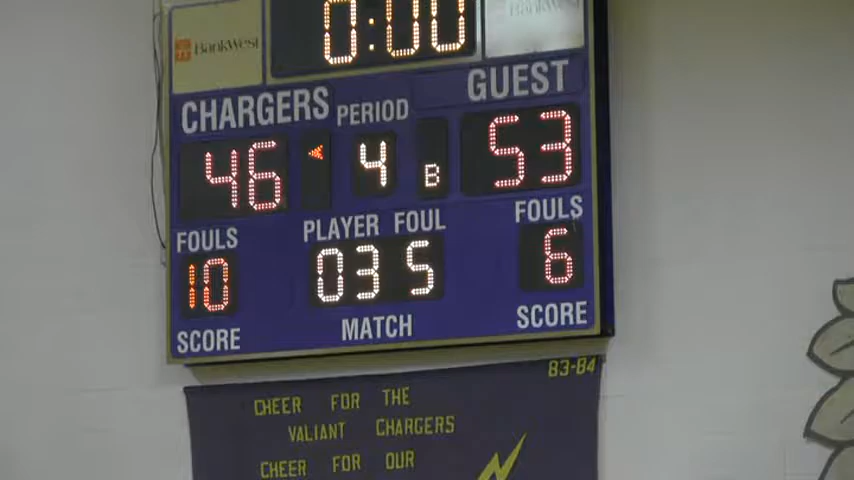 BankWest 0:00 BankWest
CHARGERS PERIOD GUEST
46 4 B 53
FOULS PLAYER FOUL FOULS
10 03 5 6
SCORE MATCH SCORE
83-84
CHEER FOR THE
VALIANT CHARGERS
CHEER FOR OUR